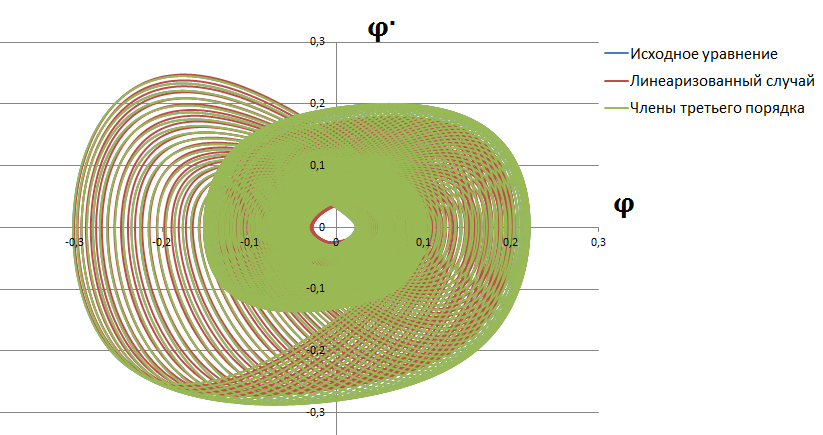 φ·
0,3
Исходное уравнение
Линеаризованный случай
0,2
Члены третьего порядка
0,1
φ
0
-0,3 -0,2 -0,1 0 0,1 0,2 0,3
-0,1
-0,2
-0,3